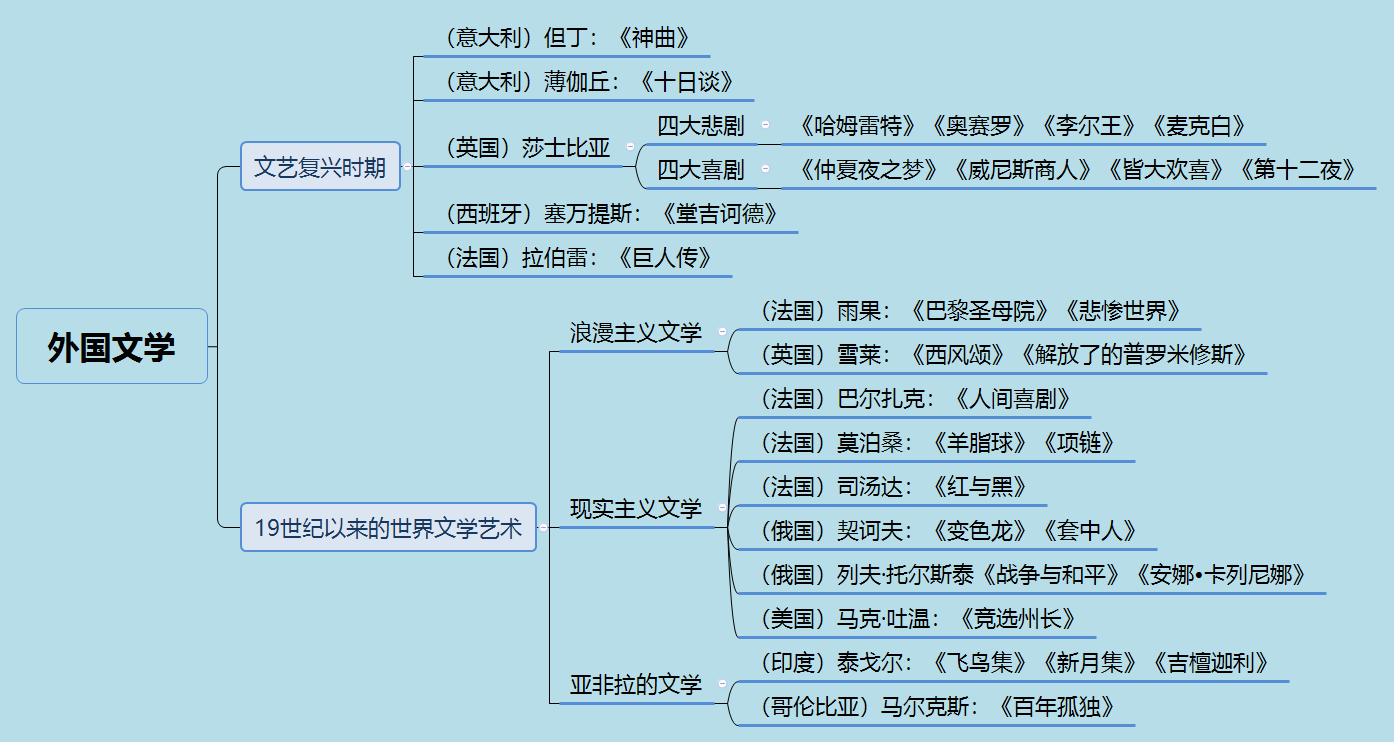 外国文学
文艺复兴时期
（意大利）但丁：《神曲》
（意大利）薄伽丘：《十日谈》
（英国）莎士比亚
四大悲剧
《哈姆雷特》《奥赛罗》《李尔王》《麦克白》
四大喜剧
《仲夏夜之梦》《威尼斯商人》《皆大欢喜》《第十二夜》
（西班牙）塞万提斯：《堂吉诃德》
（法国）拉伯雷：《巨人传》
19世纪以来的世界文学艺术
浪漫主义文学
（法国）雨果：《巴黎圣母院》《悲惨世界》
（英国）雪莱：《西风颂》《解放了的普罗米修斯》
现实主义文学
（法国）巴尔扎克：《人间喜剧》
（法国）莫泊桑：《羊脂球》《项链》
（法国）司汤达：《红与黑》
（俄国）契诃夫：《变色龙》《套中人》
（俄国）列夫·托尔斯泰《战争与和平》《安娜•卡列尼娜》
（美国）马克·吐温：《竞选州长》
亚非拉的文学
（印度）泰戈尔：《飞鸟集》《新月集》《吉檀迦利》
（哥伦比亚）马尔克斯：《百年孤独》